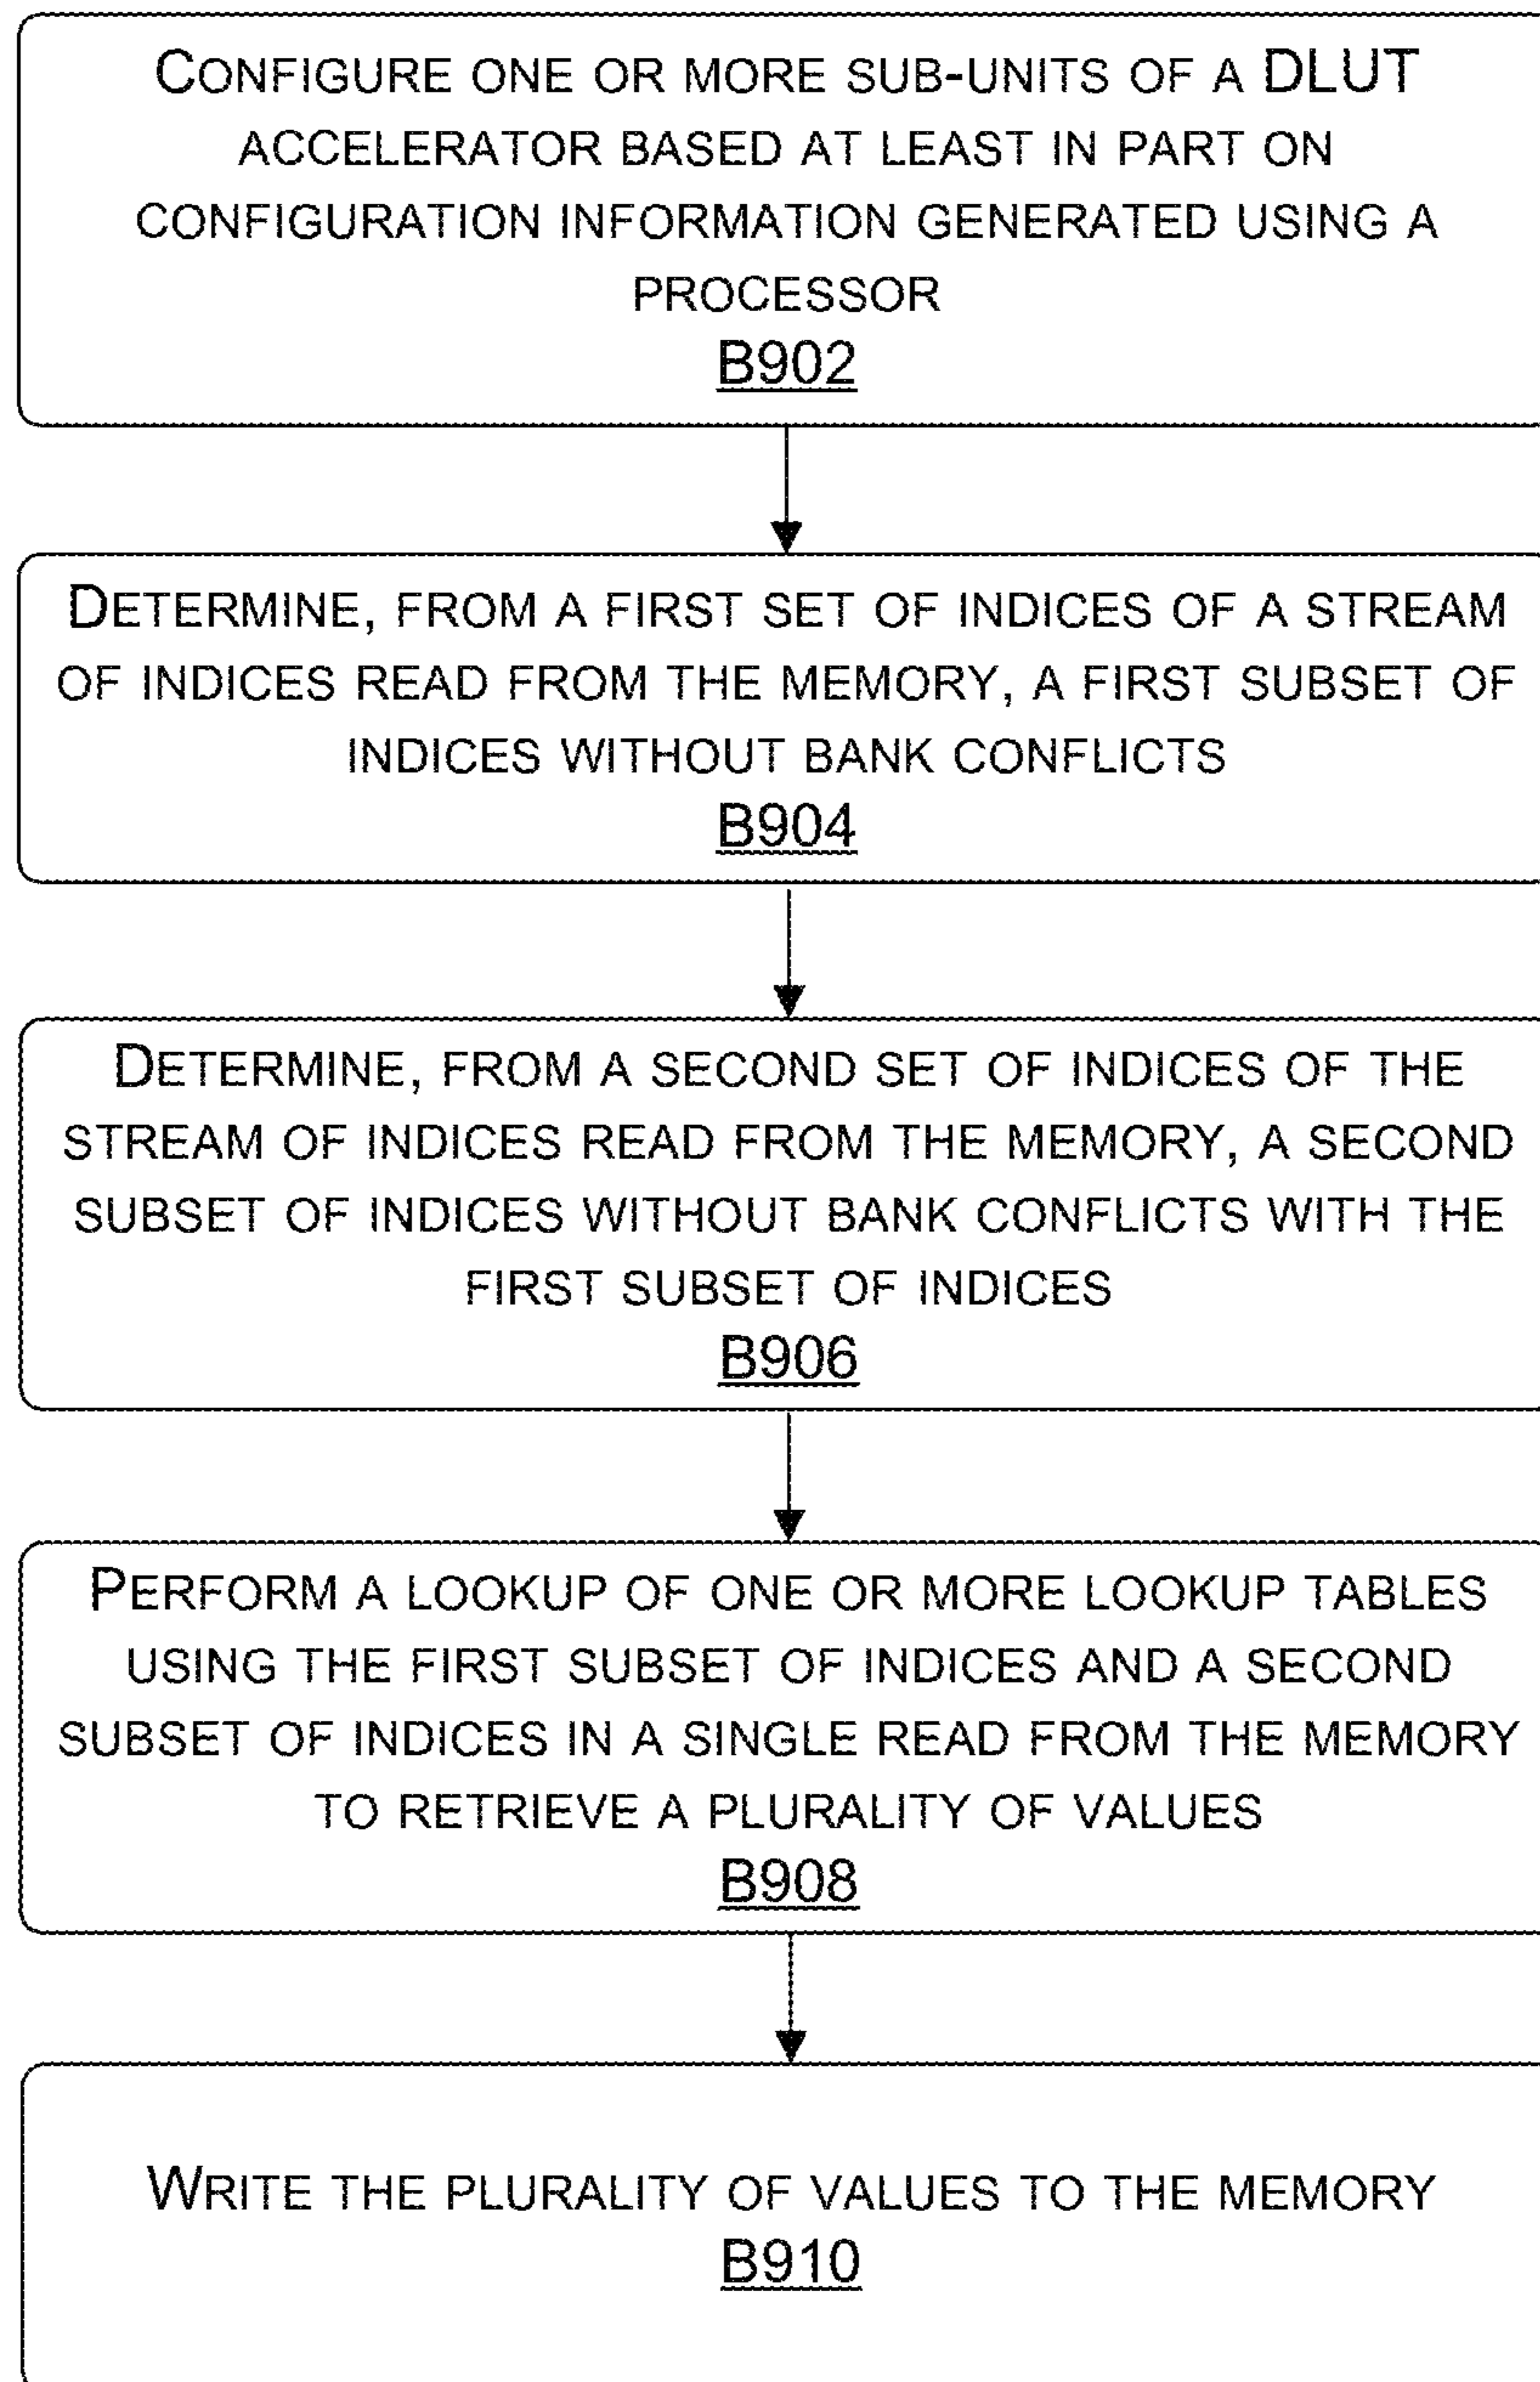 CONFIGURE ONE OR MORE SUB-UNITS OF A DLUT
ACCELERATOR BASED AT LEAST IN PART ON
CONFIGURATION INFORMATION GENERATED USING A
PROCESSOR
B902
DETERMINE, FROM A FIRST SET OF INDICES OF A STREAM
OF INDICES READ FROM THE MEMORY, A FIRST SUBSET OF
INDICES WITHOUT BANK CONFLICTS
B904
DETERMINE, FROM A SECOND SET OF INDICES OF THE
STREAM OF INDICES READ FROM THE MEMORY, A SECOND
SUBSET OF INDICES WITHOUT BANK CONFLICTS WITH THE
FIRST SUBSET OF INDICES
B906
PERFORM A LOOKUP OF ONE OR MORE LOOKUP TABLES
USING THE FIRST SUBSET OF INDICES AND A SECOND
SUBSET OF INDICES IN A SINGLE READ FROM THE MEMORY
TO RETRIEVE A PLURALITY OF VALUES
B908
WRITE THE PLURALITY OF VALUES TO THE MEMORY
B910